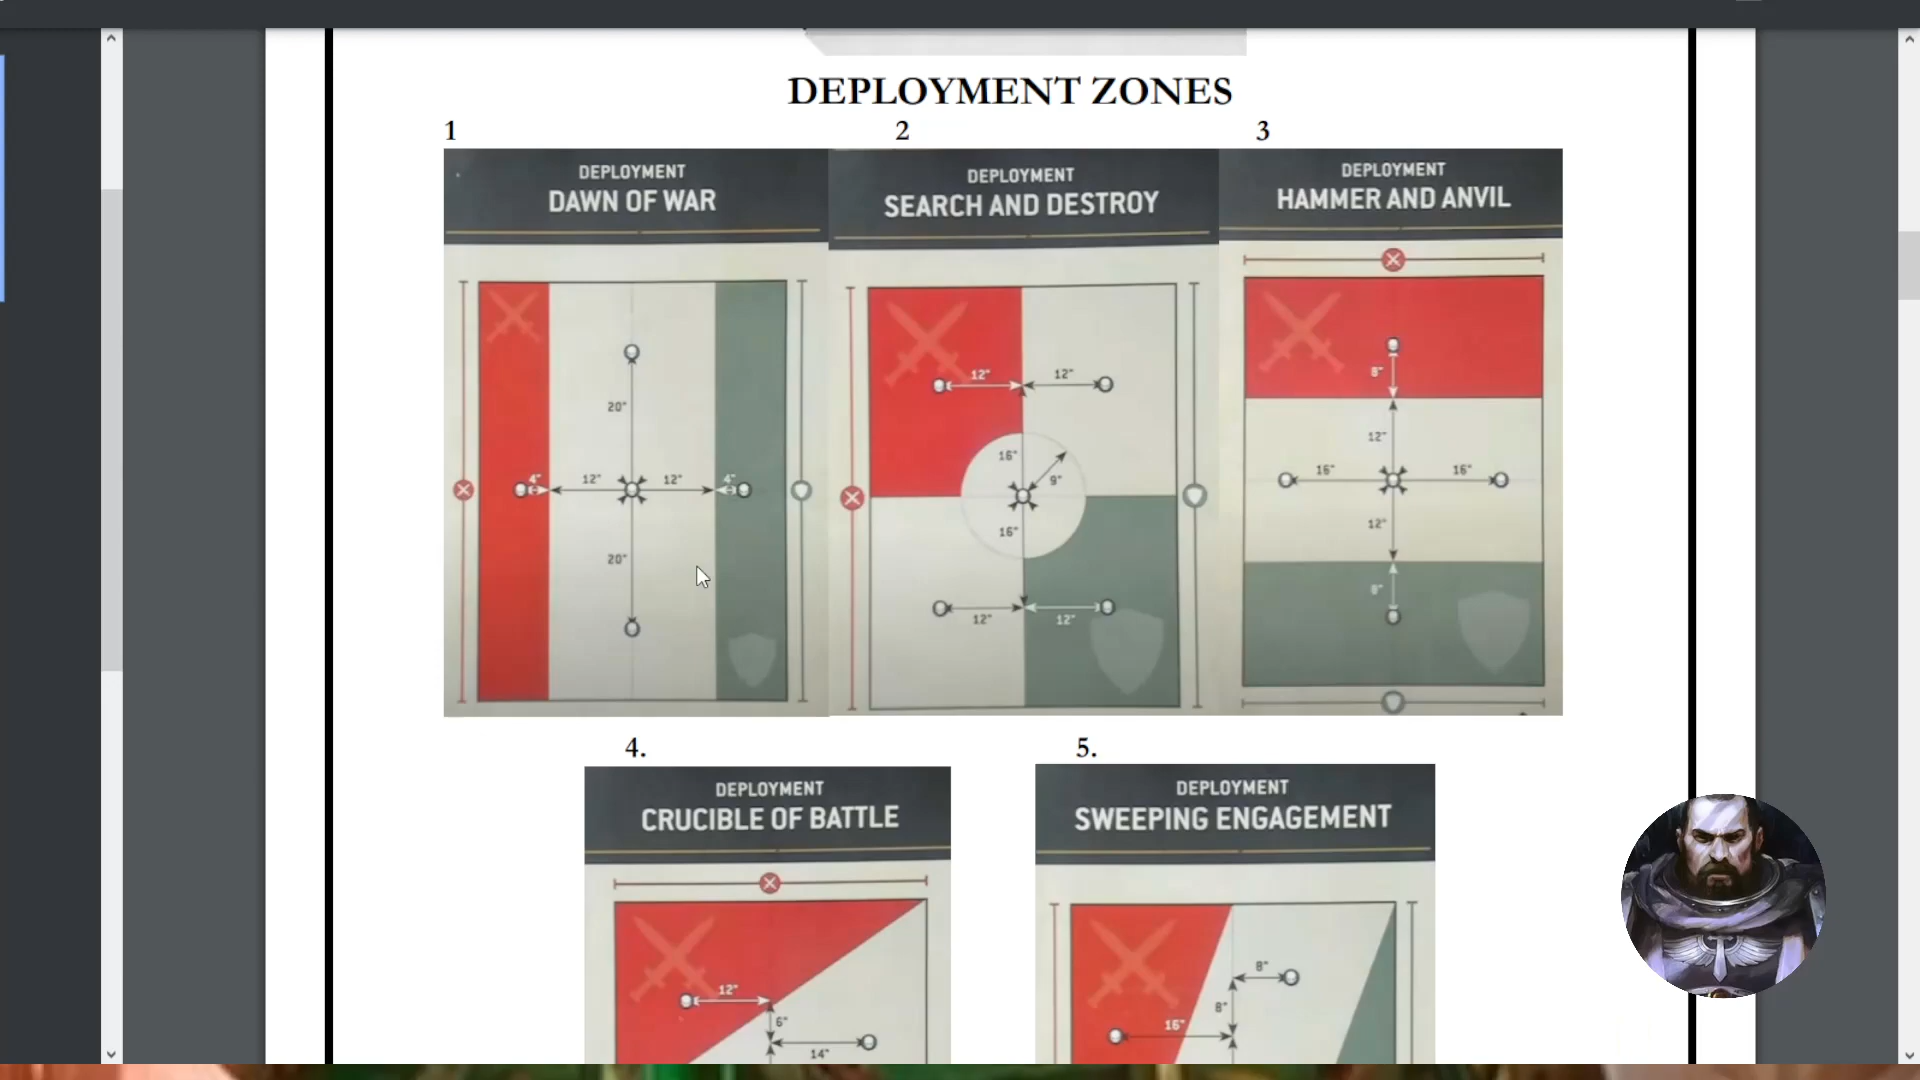 DEPLOYMENT ZONES
1
2
3
DEPLOYMENT
DAWN OF WAR
20"
4"
12"
12"
4"
20"
DEPLOYMENT
SEARCH AND DESTROY
12"
12"
16"
9"
16"
12"
12"
DEPLOYMENT
HAMMER AND ANVIL
8"
12"
16"
16"
12"
8"
4.
5.
DEPLOYMENT
CRUCIBLE OF BATTLE
12"
6"
14"
DEPLOYMENT
SWEEPING ENGAGEMENT
8"
8"
16"